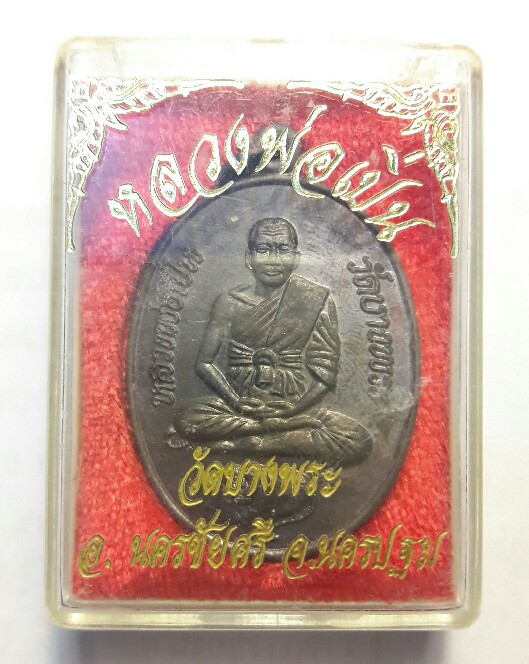 หลวงพ่อเปิ่น
หลวงพ่อเปิ่น
วัดบางพระ
วัดบางพระ
อ. นครชัยศรี จ.นครปฐม